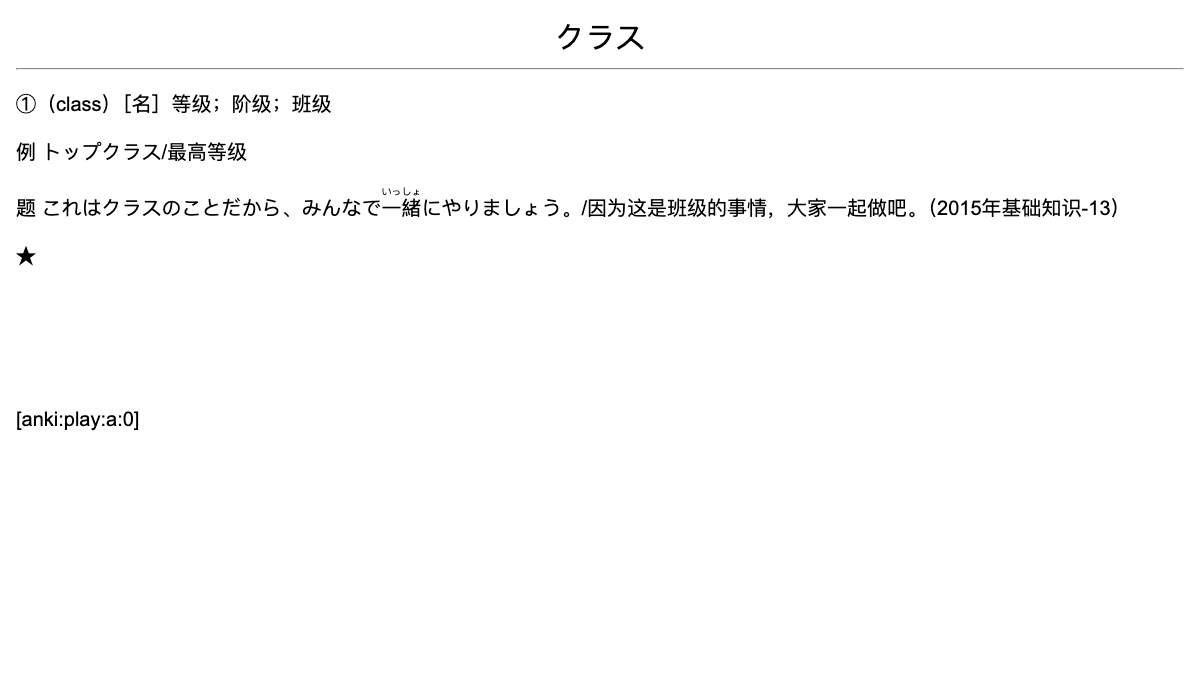 クラス
①（class）［名］等级；阶级；班级
例 トップクラス/最高等级
いっしょ
题 これはクラスのことだから、みんなで一緒にやりましょう。/因为这是班级的事情，大家一起做吧。（2015年基础知识-13）
★
[anki:play:a:0]